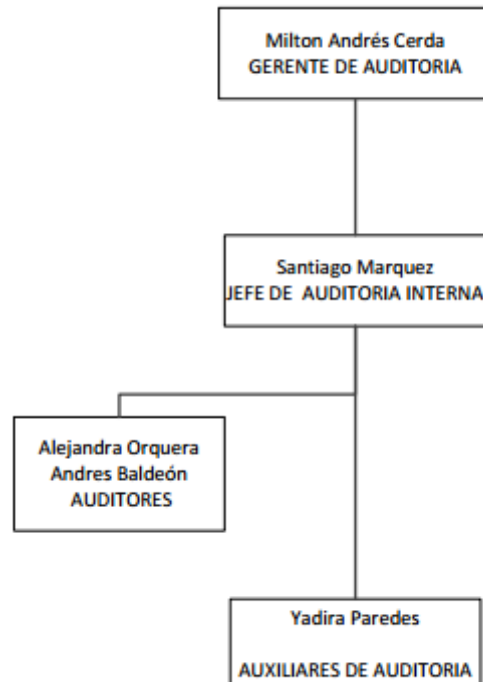 Milton Andrés Cerda
GERENTE DE AUDITORIA
Santiago Marquez
JEFE DE AUDITORIA INTERNA
Alejandra Orquera
Andres Baldeón
AUDITORES
Yadira Paredes
AUXILIARES DE AUDITORIA